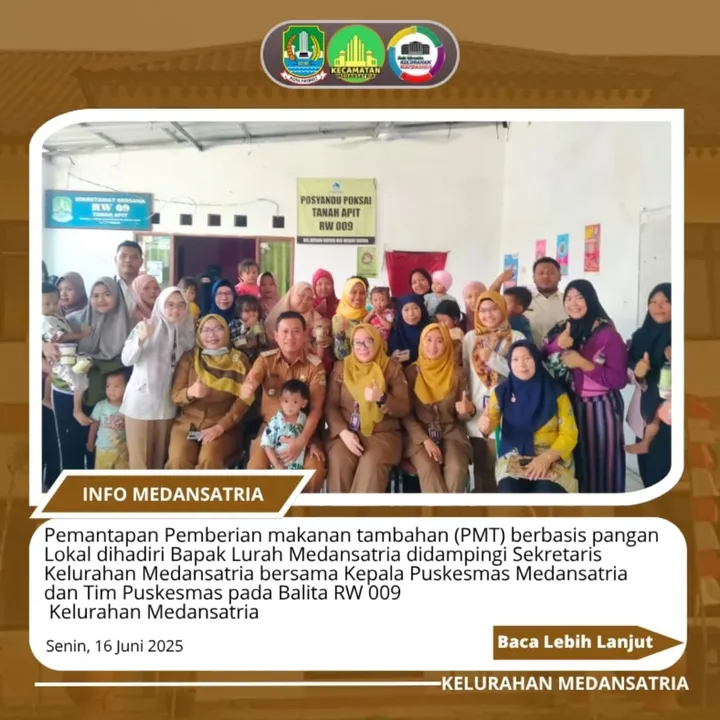 KECAMATAN
MEDANSATRIA
SEKRETARIAT BERSAMA
RW 09
TANAH APIT
POSYANDU POKSAI
TANAH APIT
RW 009
INFO MEDANSATRIA
Pemantapan Pemberian makanan tambahan (PMT) berbasis pangan
Lokal dihadiri Bapak Lurah Medansatria didampingi Sekretaris
Kelurahan Medansatria bersama Kepala Puskesmas Medansatria
dan Tim Puskesmas pada Balita RW 009
Kelurahan Medansatria
Senin, 16 Juni 2025
Baca Lebih Lanjut
KELURAHAN MEDANSATRIA